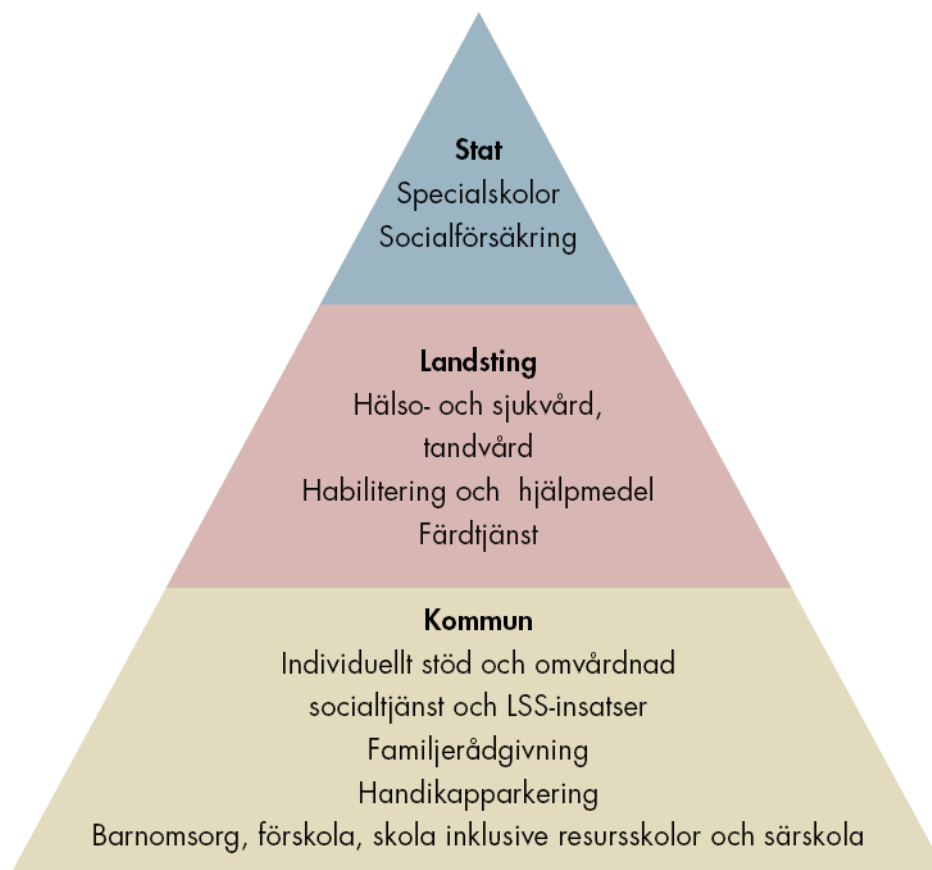 Stat
Specialskolor
Socialförsäkring
Landsting
Hälso- och sjukvård,
tandvård
Habilitering och hjälpmedel
Färdtjänst
Kommun
Individuellt stöd och omvårdnad
socialtjänst och LSS-insatser
Familjerådgivning
Handikapparkering
Barnomsorg, förskola, skola inklusive resursskolor och särskola